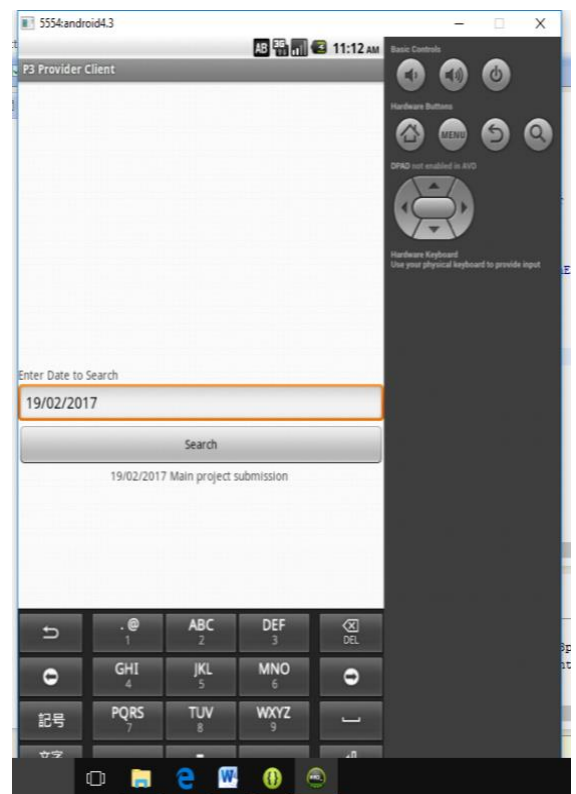 5554:android4.3
AB 3G 11:12 AM
P3 Provider Client
Enter Date to Search
19/02/2017
Search
19/02/2017 Main project submission
. @ ABC DEF
1 2 3 DEL
GHI JKL MNO
4 5 6
記号 PQRS TUV WXYZ
7 8 9
文字
Basic Controls
Hardware Buttons
MENU
DPAD not enabled in AVD
Hardware Keyboard
Use your physical keyboard to provide input